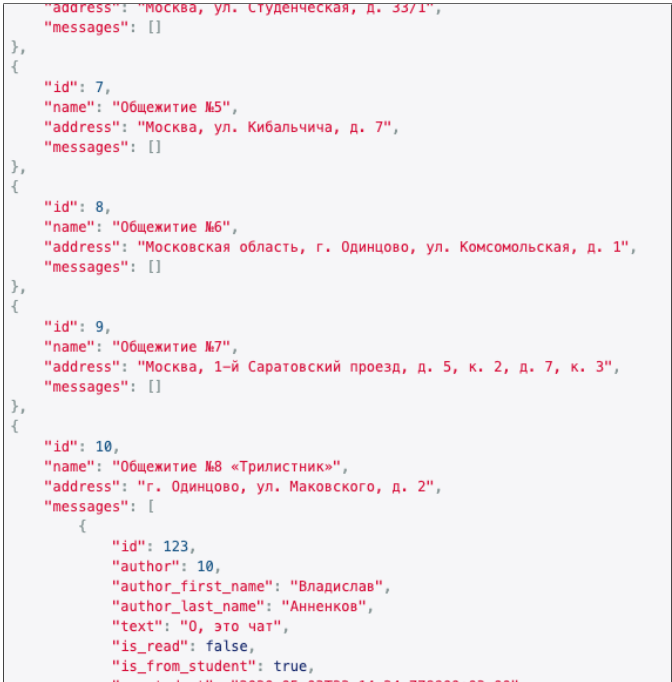 "address": "Москва, ул. Студенческая, д. 33/1",
"messages": []
},
{
"id": 7,
"name": "Общежитие №5",
"address": "Москва, ул. Кибальчича, д. 7",
"messages": []
},
{
"id": 8,
"name": "Общежитие №6",
"address": "Московская область, г. Одинцово, ул. Комсомольская, д. 1",
"messages": []
},
{
"id": 9,
"name": "Общежитие №7",
"address": "Москва, 1-й Саратовский проезд, д. 5, к. 2, д. 7, к. 3",
"messages": []
},
{
"id": 10,
"name": "Общежитие №8 «Трилистник»",
"address": "г. Одинцово, ул. Маковского, д. 2",
"messages": [
{
"id": 123,
"author": 10,
"author_first_name": "Владислав",
"author_last_name": "Анненков",
"text": "О, это чат",
"is_read": false,
"is_from_student": true,